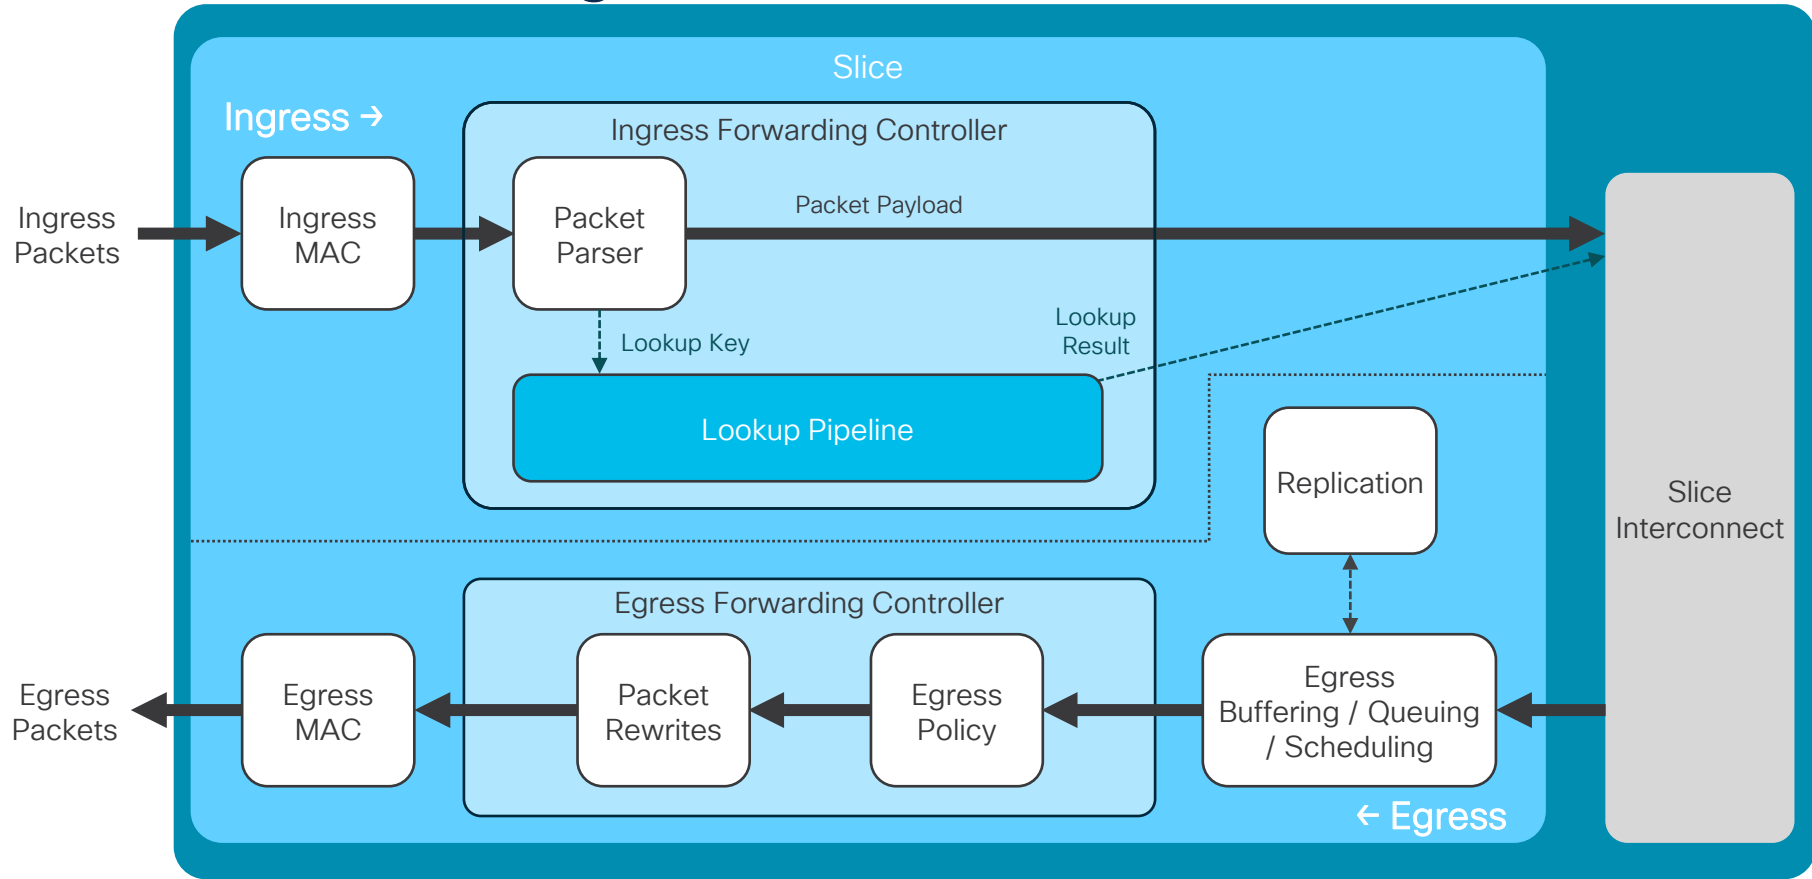 Slice
Ingress →
Ingress Forwarding Controller
Ingress
Packets
Ingress
MAC
Packet
Parser
Packet Payload
Lookup Key
Lookup
Result
Lookup Pipeline
Replication
Slice
Interconnect
Egress Forwarding Controller
Egress
Packets
Egress
MAC
Packet
Rewrites
Egress
Policy
Egress
Buffering / Queuing
/ Scheduling
← Egress